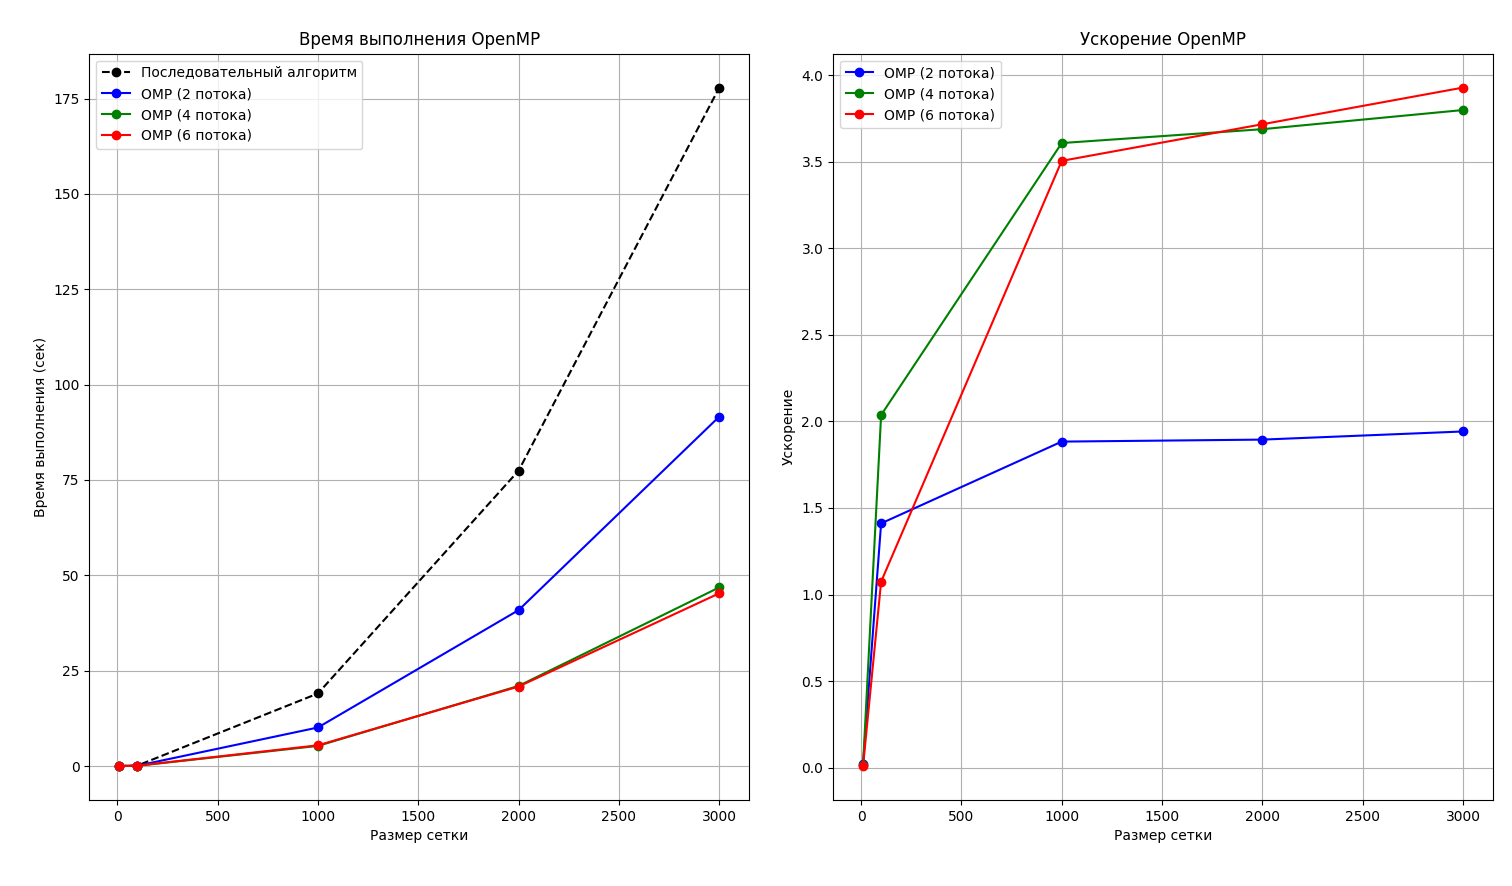 Время выполнения OpenMP
Последовательный алгоритм
OMP (2 потока)
OMP (4 потока)
OMP (6 потока)
175
150
125
100
75
50
25
0
Время выполнения (сек)
0 500 1000 1500 2000 2500 3000
Размер сетки
Ускорение OpenMP
OMP (2 потока)
OMP (4 потока)
OMP (6 потока)
4.0
3.5
3.0
2.5
2.0
1.5
1.0
0.5
0.0
Ускорение
0 500 1000 1500 2000 2500 3000
Размер сетки